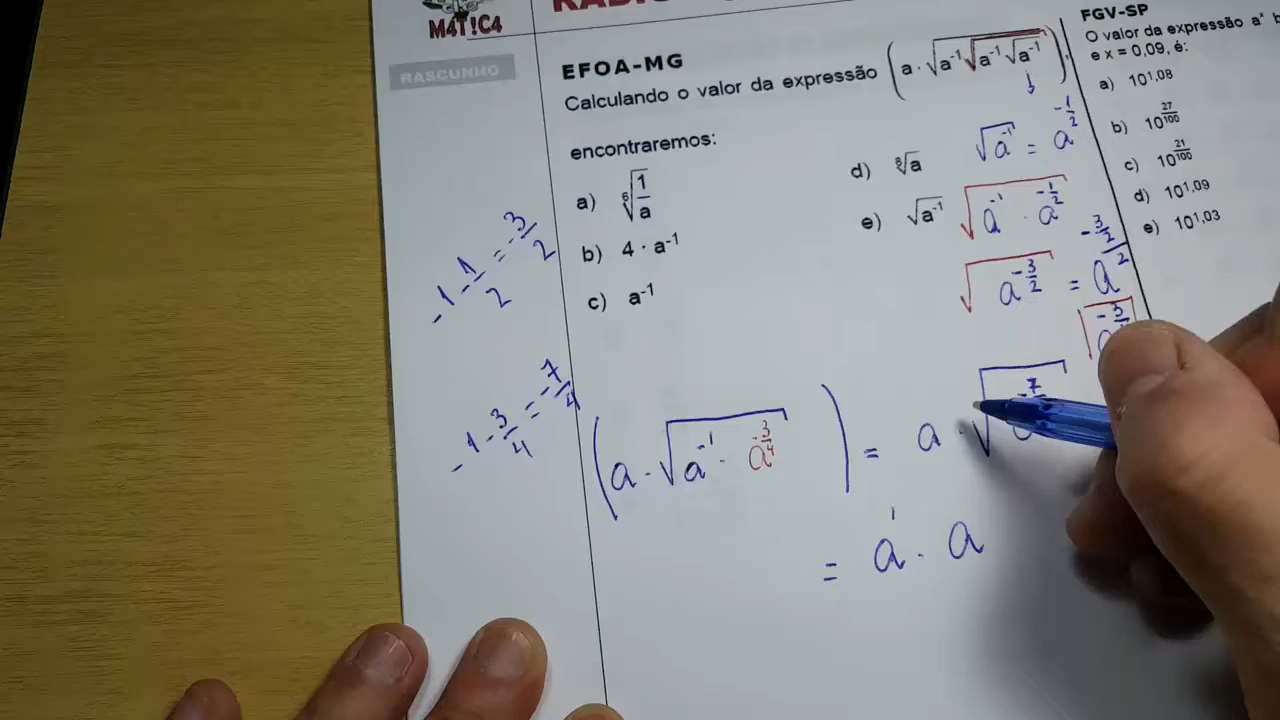 M4T!C4
RASCUNHO
EFOA-MG
Calculando o valor da expressão (a · √(a⁻¹ √(a⁻¹ √(a⁻¹))))
encontraremos:
a) ⁶√(1/a)
b) 4 · a⁻¹
c) a⁻¹
d) ⁸√a
e) √a⁻¹
√a⁻¹ = a^(-1/2)
√(a⁻¹ · a^(-1/2))
√(a^(-3/2)) = a^((-3/2)/2)
-1 - 1/2 = -3/2
-1 - 3/4 = -7/4
(a · √(a⁻¹ · a^(-3/4))) = a ·
= a¹ · a
FGV-SP
O valor da expressão aˣ
e x = 0,09, é:
a) 10^1,08
b) 10^(27/100)
c) 10^(21/100)
d) 10^1,09
e) 10^1,03